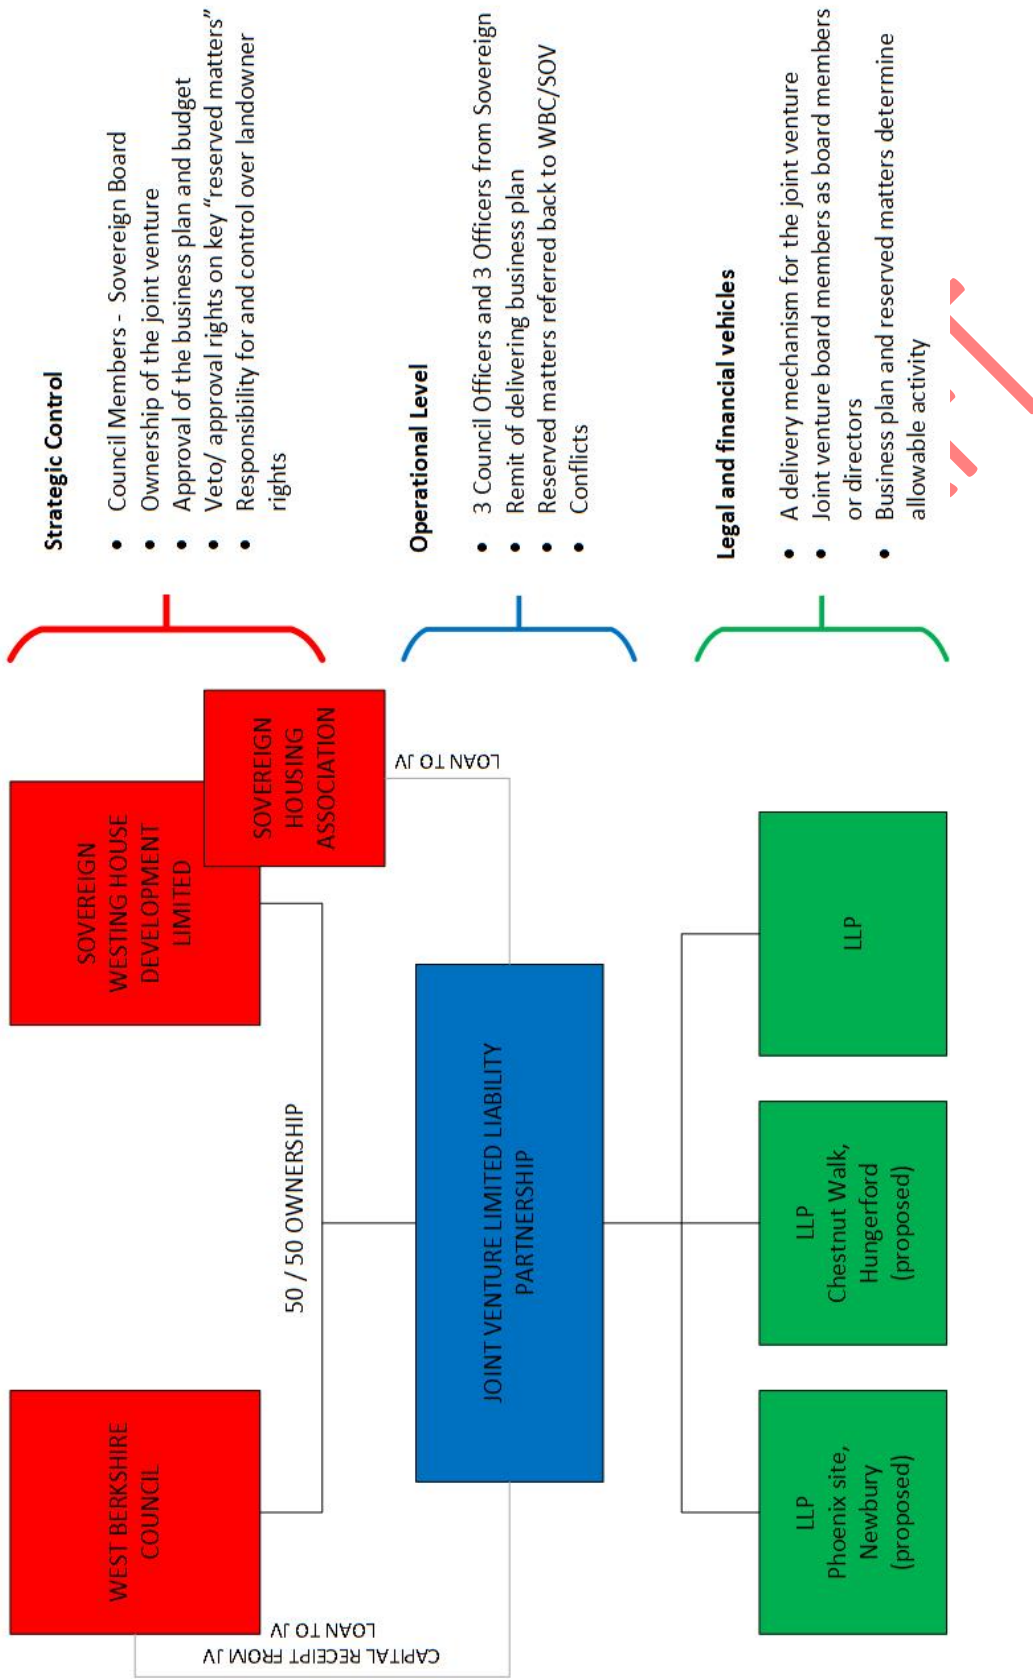 WEST BERKSHIRE
COUNCIL
SOVEREIGN
WESTING HOUSE
DEVELOPMENT
LIMITED
SOVEREIGN
HOUSING
ASSOCIATION
50 / 50 OWNERSHIP
LOAN TO JV
CAPITAL RECEIPT FROM JV
LOAN TO JV
JOINT VENTURE LIMITED LIABILITY
PARTNERSHIP
LLP
Phoenix site,
Newbury
(proposed)
LLP
Chestnut Walk,
Hungerford
(proposed)
LLP
Strategic Control
• Council Members - Sovereign Board
• Ownership of the joint venture
• Approval of the business plan and budget
• Veto/ approval rights on key “reserved matters”
• Responsibility for and control over landowner
rights
Operational Level
• 3 Council Officers and 3 Officers from Sovereign
• Remit of delivering business plan
• Reserved matters referred back to WBC/SOV
• Conflicts
Legal and financial vehicles
• A delivery mechanism for the joint venture
• Joint venture board members as board members
or directors
• Business plan and reserved matters determine
allowable activity